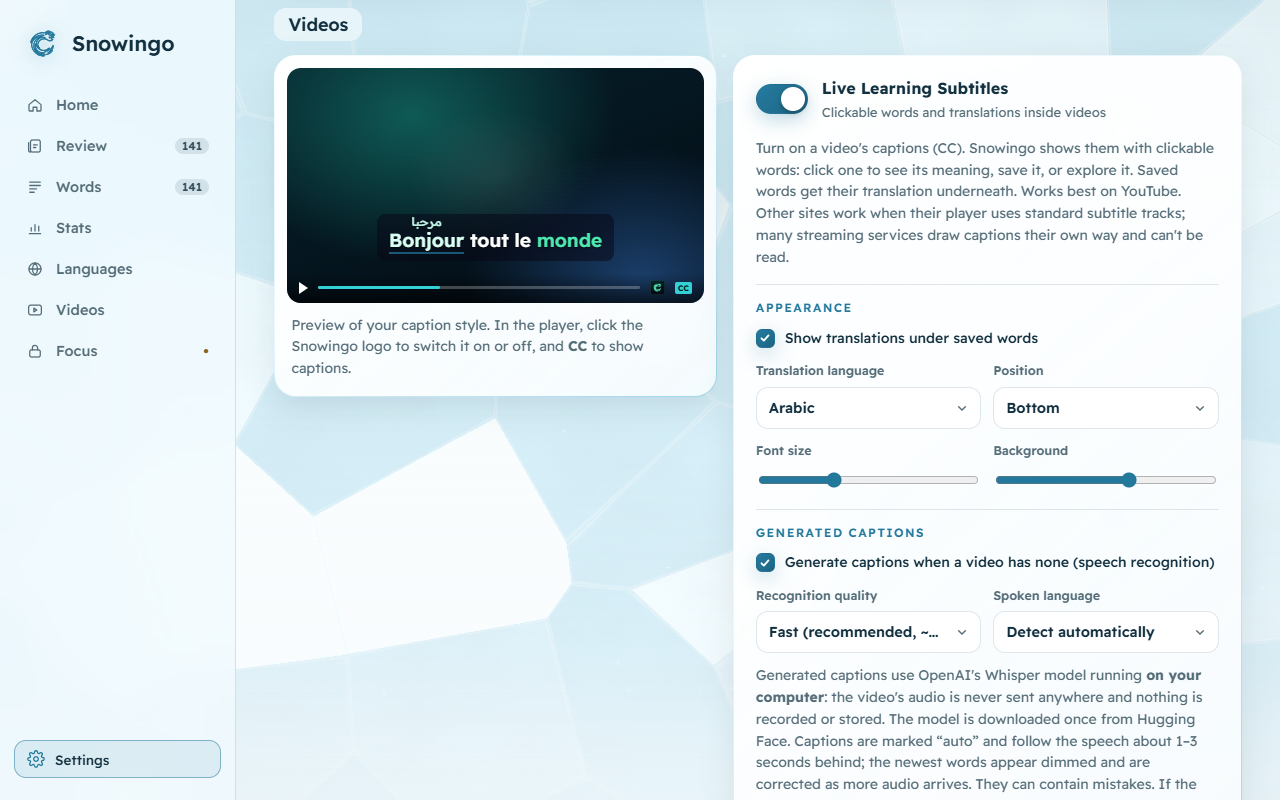 Snowingo
Home
Review 141
Words 141
Stats
Languages
Videos
Focus
Settings
Videos
مرحبا
Bonjour tout le monde
CC
Preview of your caption style. In the player, click the
Snowingo logo to switch it on or off, and CC to show
captions.
Live Learning Subtitles
Clickable words and translations inside videos
Turn on a video's captions (CC). Snowingo shows them with clickable
words: click one to see its meaning, save it, or explore it. Saved
words get their translation underneath. Works best on YouTube.
Other sites work when their player uses standard subtitle tracks;
many streaming services draw captions their own way and can't be
read.
APPEARANCE
Show translations under saved words
Translation language
Position
Arabic
Bottom
Font size
Background
GENERATED CAPTIONS
Generate captions when a video has none (speech recognition)
Recognition quality
Spoken language
Fast (recommended, ~...
Detect automatically
Generated captions use OpenAI's Whisper model running on your
computer: the video's audio is never sent anywhere and nothing is
recorded or stored. The model is downloaded once from Hugging
Face. Captions are marked “auto” and follow the speech about 1–3
seconds behind; the newest words appear dimmed and are
corrected as more audio arrives. They can contain mistakes. If the